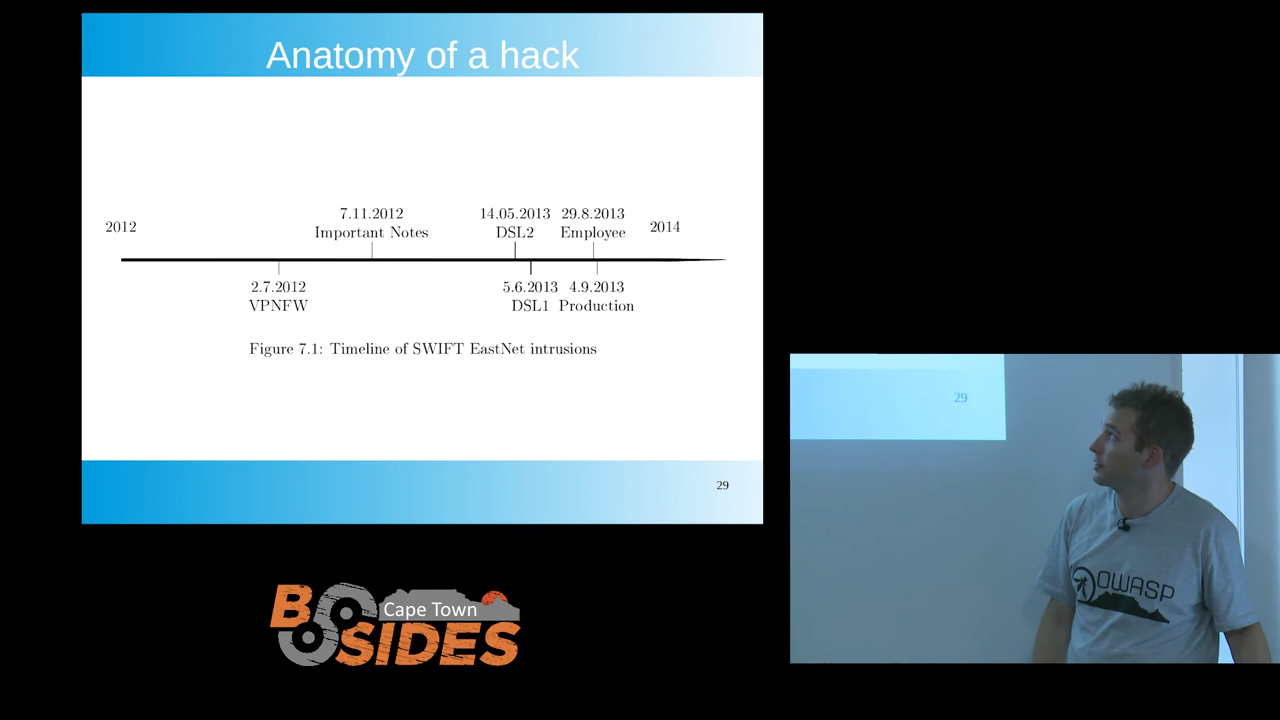 Anatomy of a hack
7.11.2012
Important Notes
14.05.2013
DSL2
29.8.2013
Employee
2012
2014
2.7.2012
VPNFW
5.6.2013
DSL1
4.9.2013
Production
Figure 7.1: Timeline of SWIFT EastNet intrusions
29
29
OWASP
B
Cape Town
SIDES